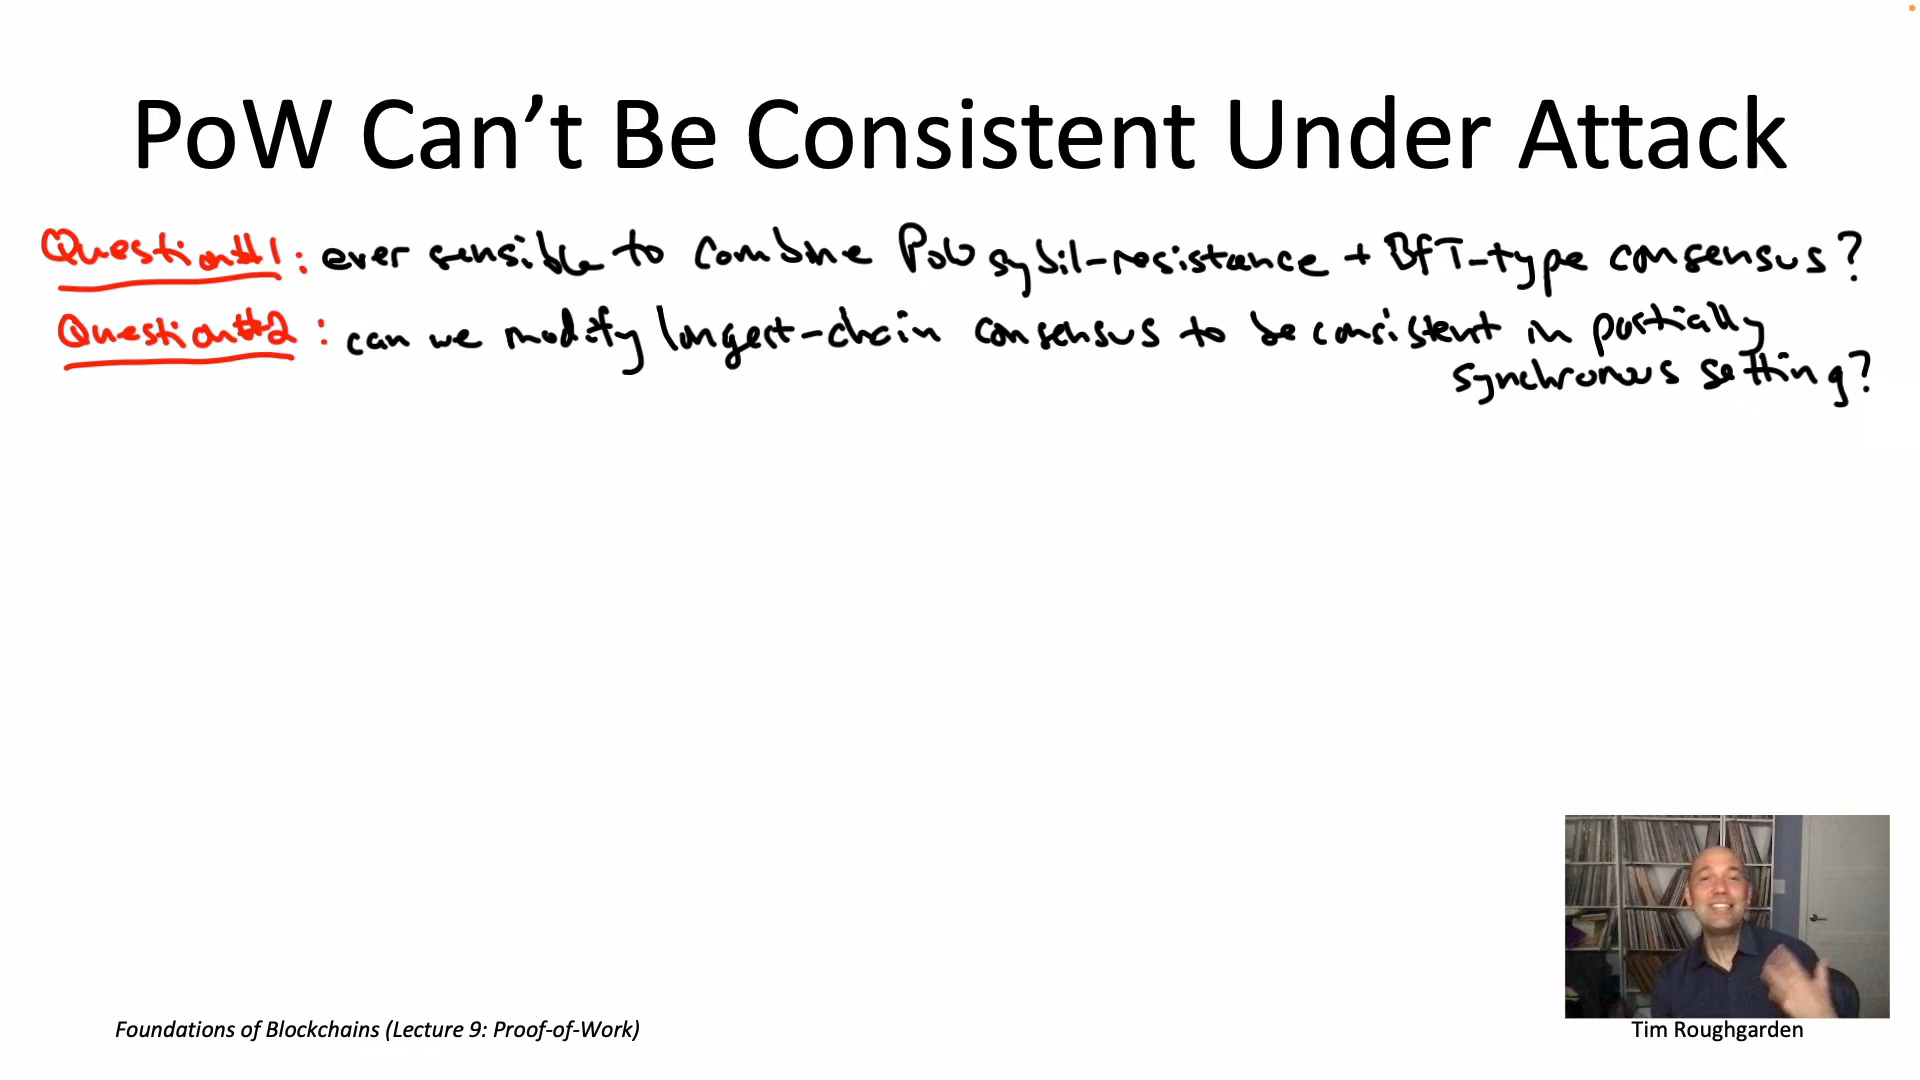 PoW Can’t Be Consistent Under Attack
Question#1: ever sensible to combine PoW sybil-resistance + BFT-type consensus?
Question#2: can we modify longest-chain consensus to be consistent in partially
synchronous setting?
Foundations of Blockchains (Lecture 9: Proof-of-Work)
Tim Roughgarden